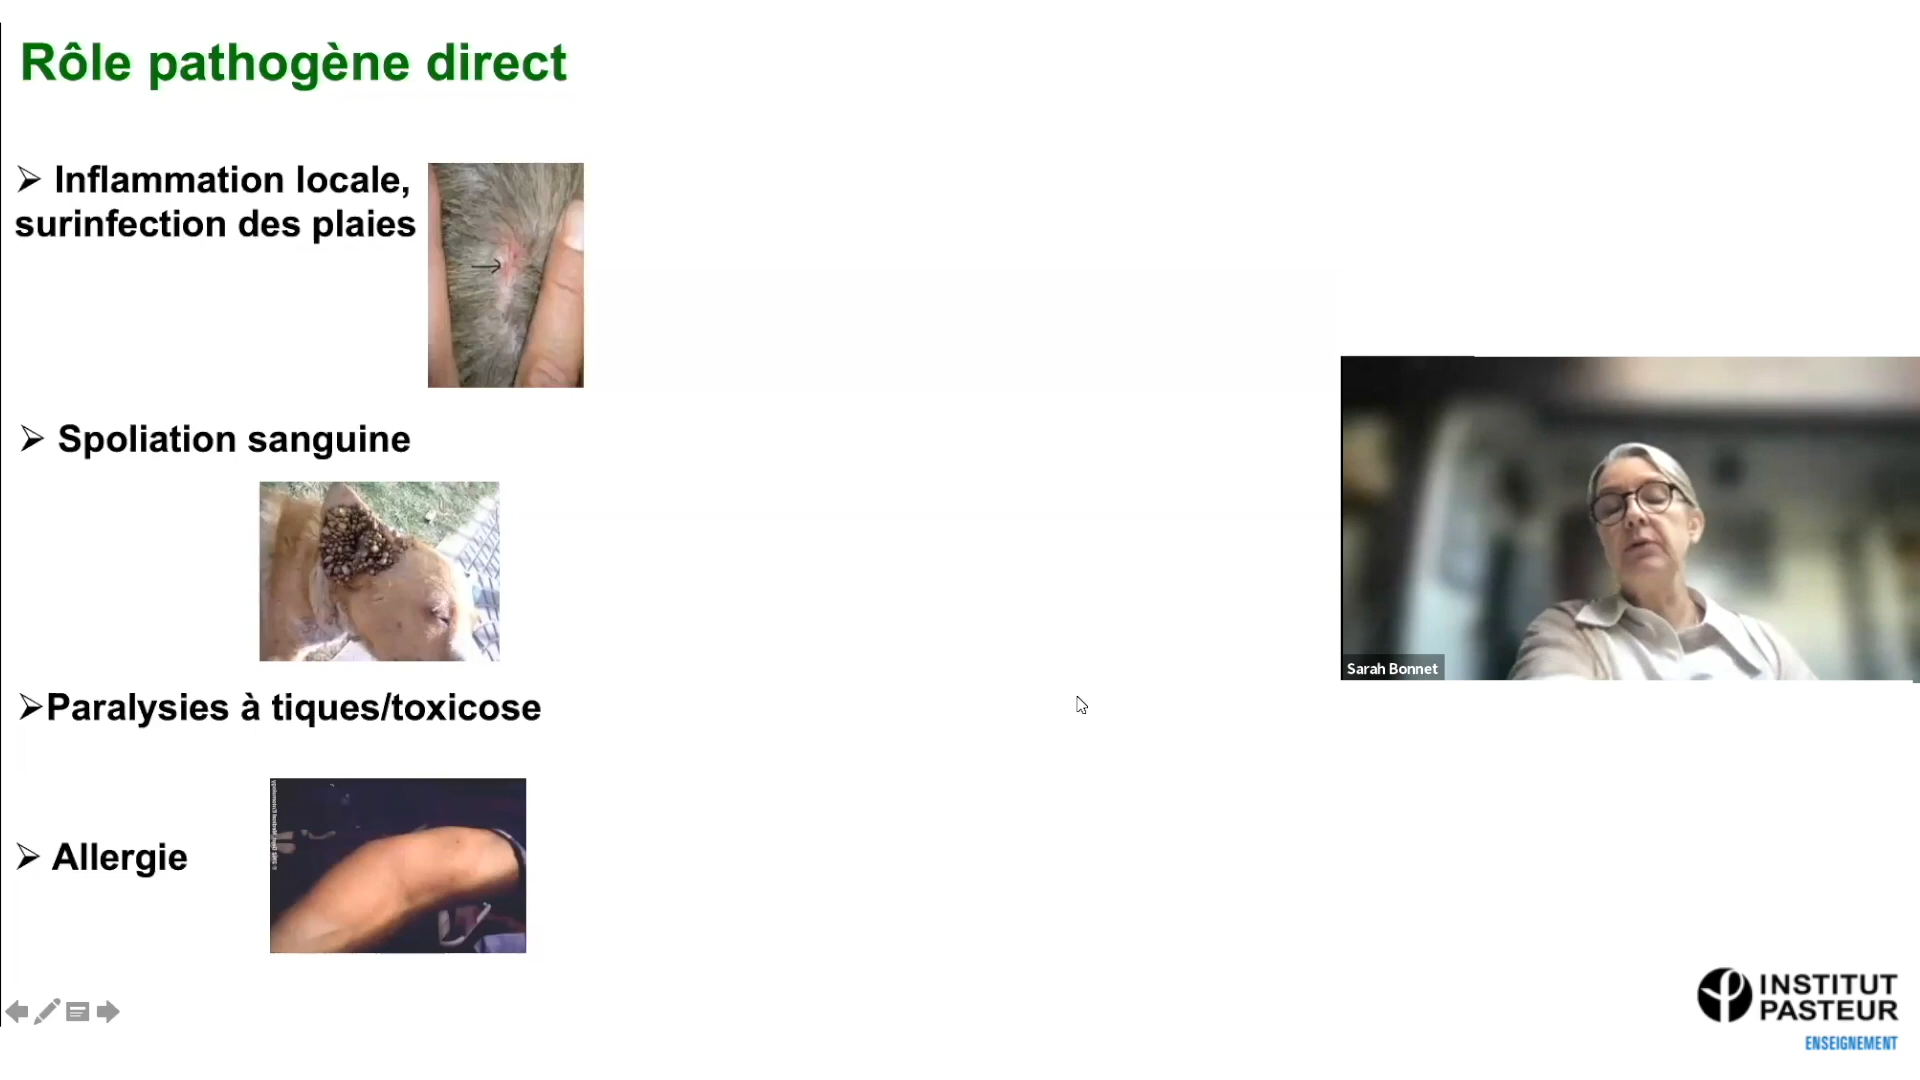 Rôle pathogène direct
➢ Inflammation locale,
surinfection des plaies
➢ Spoliation sanguine
➢Paralysies à tiques/toxicose
➢ Allergie
Sarah Bonnet
INSTITUT
PASTEUR
ENSEIGNEMENT